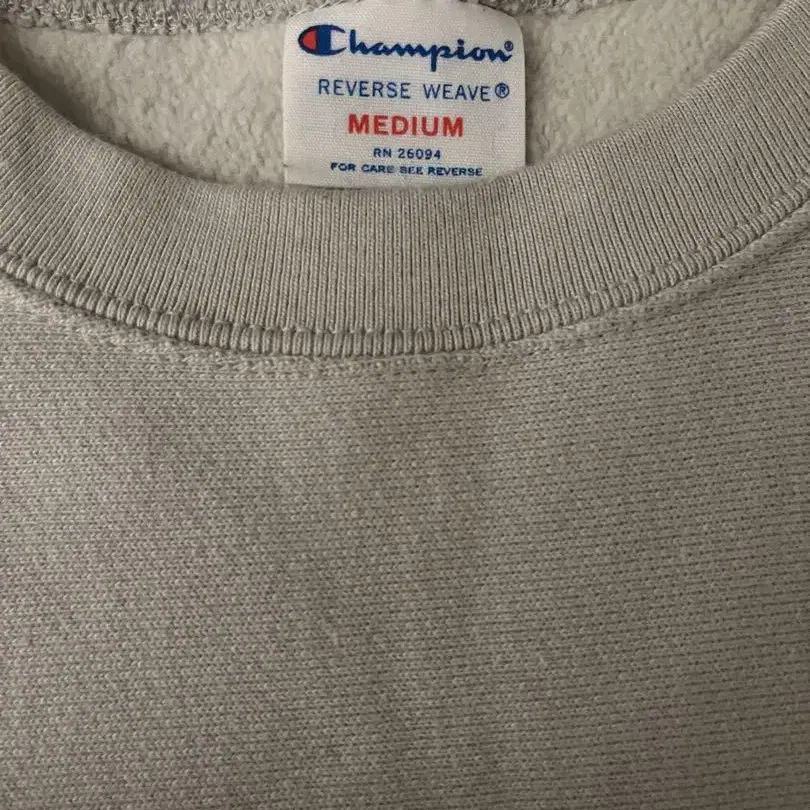 Champion®
REVERSE WEAVE®
MEDIUM
RN 26094
FOR CARE SEE REVERSE